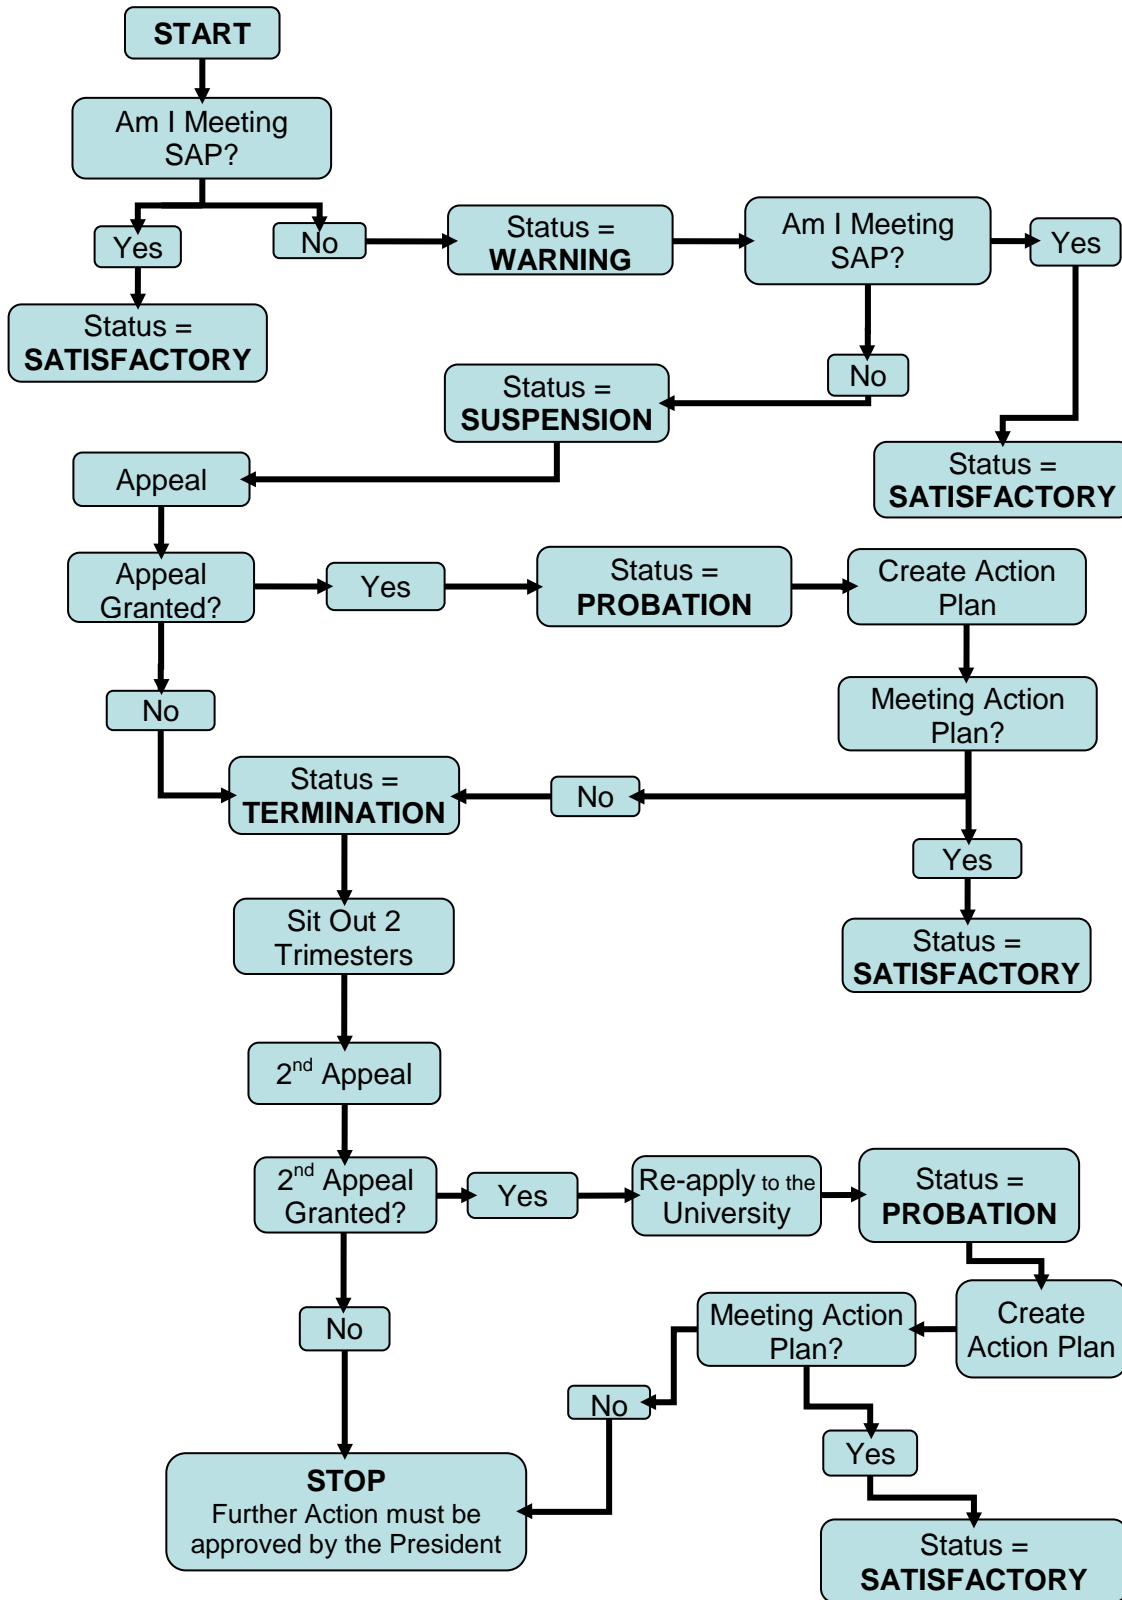 START
Am I Meeting
SAP?
Yes
No
Status =
WARNING
Am I Meeting
SAP?
Yes
Status =
SATISFACTORY
No
Status =
SUSPENSION
Status =
SATISFACTORY
Appeal
Appeal
Granted?
Yes
Status =
PROBATION
Create Action
Plan
No
Meeting Action
Plan?
Status =
TERMINATION
No
Yes
Sit Out 2
Trimesters
Status =
SATISFACTORY
2nd Appeal
2nd Appeal
Granted?
Yes
Re-apply to the
University
Status =
PROBATION
No
Meeting Action
Plan?
Create
Action Plan
No
Yes
STOP
Further Action must be
approved by the President
Status =
SATISFACTORY